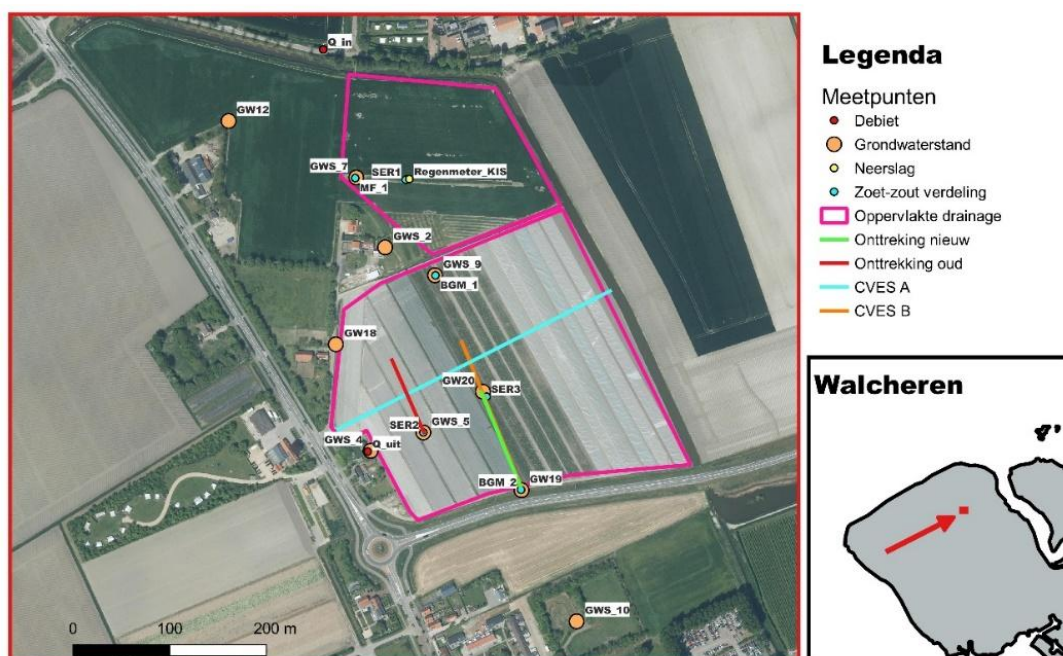 Q_in
GW12
GWS_7
SER1
Regenmeter_KIS
MF_1
GWS_2
GWS_9
BGM_1
GW18
GW20
SER3
GWS_5
SER2
GWS_4
Q_uit
BGM_2
GW19
GWS_10
0 100 200 m
Legenda
Meetpunten
Debiet
Grondwaterstand
Neerslag
Zoet-zout verdeling
Oppervlakte drainage
Onttreking nieuw
Onttrekking oud
CVES A
CVES B
Walcheren